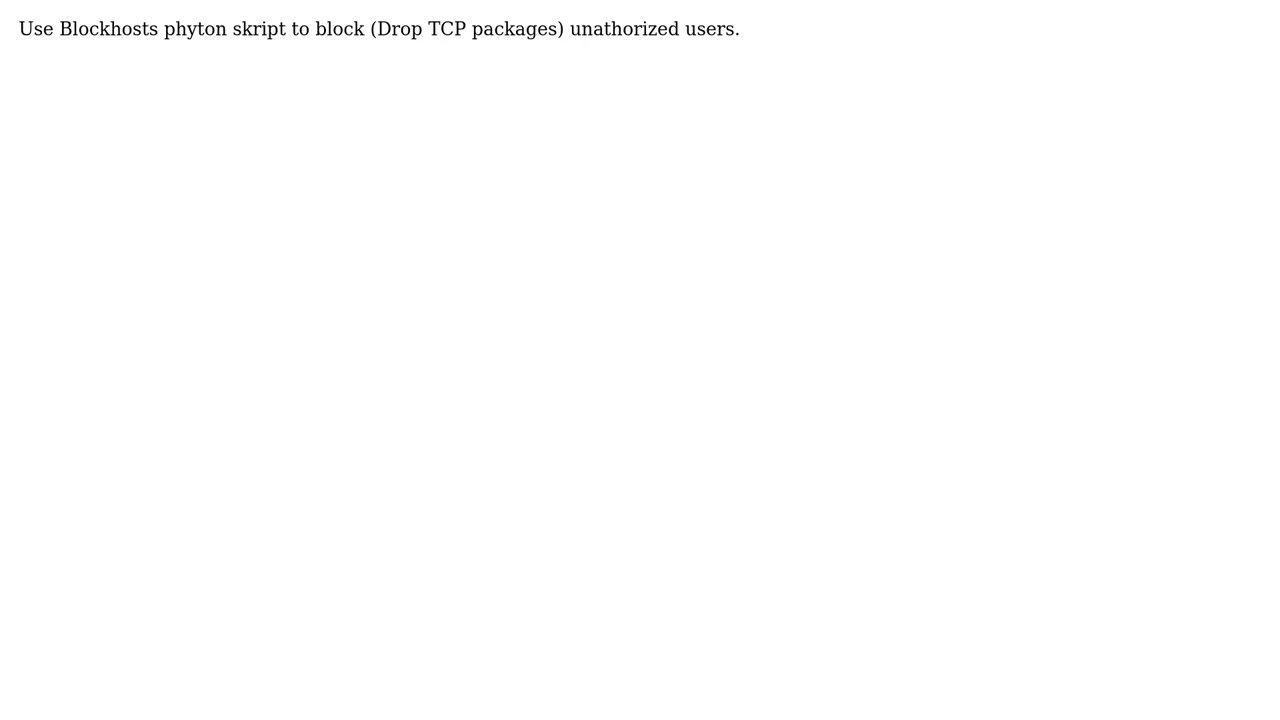 Use Blockhosts phyton skript to block (Drop TCP packages) unathorized users.